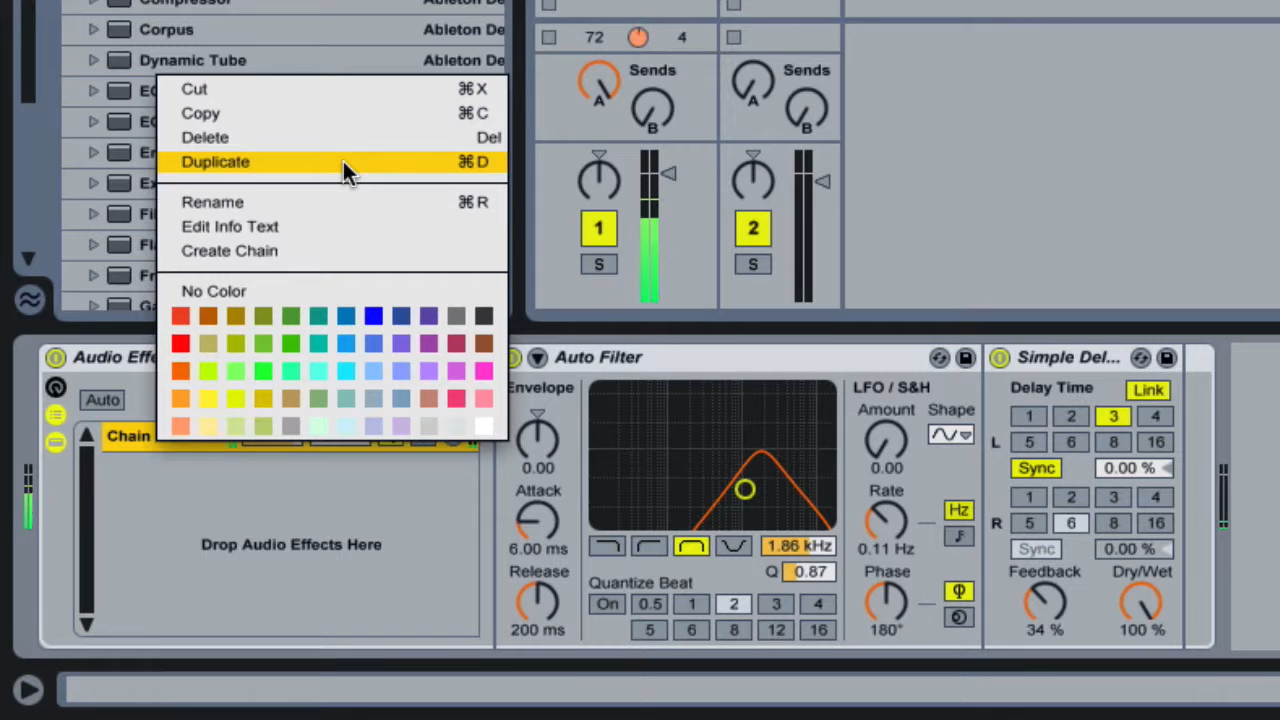 Compressor Ableton De
Corpus Ableton De
Dynamic Tube Ableton De
Cut ⌘X
Copy ⌘C
Delete Del
Duplicate ⌘D
Rename ⌘R
Edit Info Text
Create Chain
No Color
72 4
Sends
A
B
Sends
A
B
1
2
S
S
Audio Effe
Auto
Chain
Drop Audio Effects Here
Auto Filter
Envelope
0.00
Attack
6.00 ms
Release
200 ms
1.86 kHz
Q 0.87
Quantize Beat
On 0.5 1 2 3 4
5 6 8 12 16
LFO / S&H
Amount Shape
0.00
Rate
Hz
0.11 Hz
Phase
180°
Simple Del...
Delay Time Link
1 2 3 4
L 5 6 8 16
Sync 0.00 %
1 2 3 4
R 5 6 8 16
Sync 0.00 %
Feedback Dry/Wet
34 % 100 %